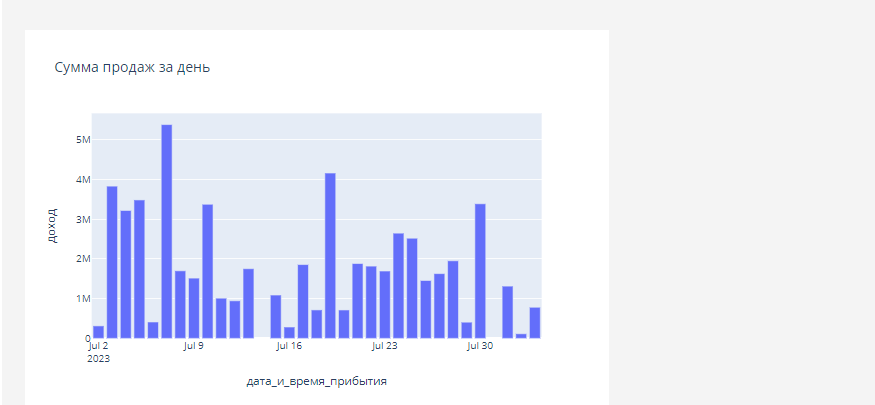 Сумма продаж за день
доход
5M
4M
3M
2M
1M
0
Jul 2
2023
Jul 9
Jul 16
Jul 23
Jul 30
дата_и_время_прибытия